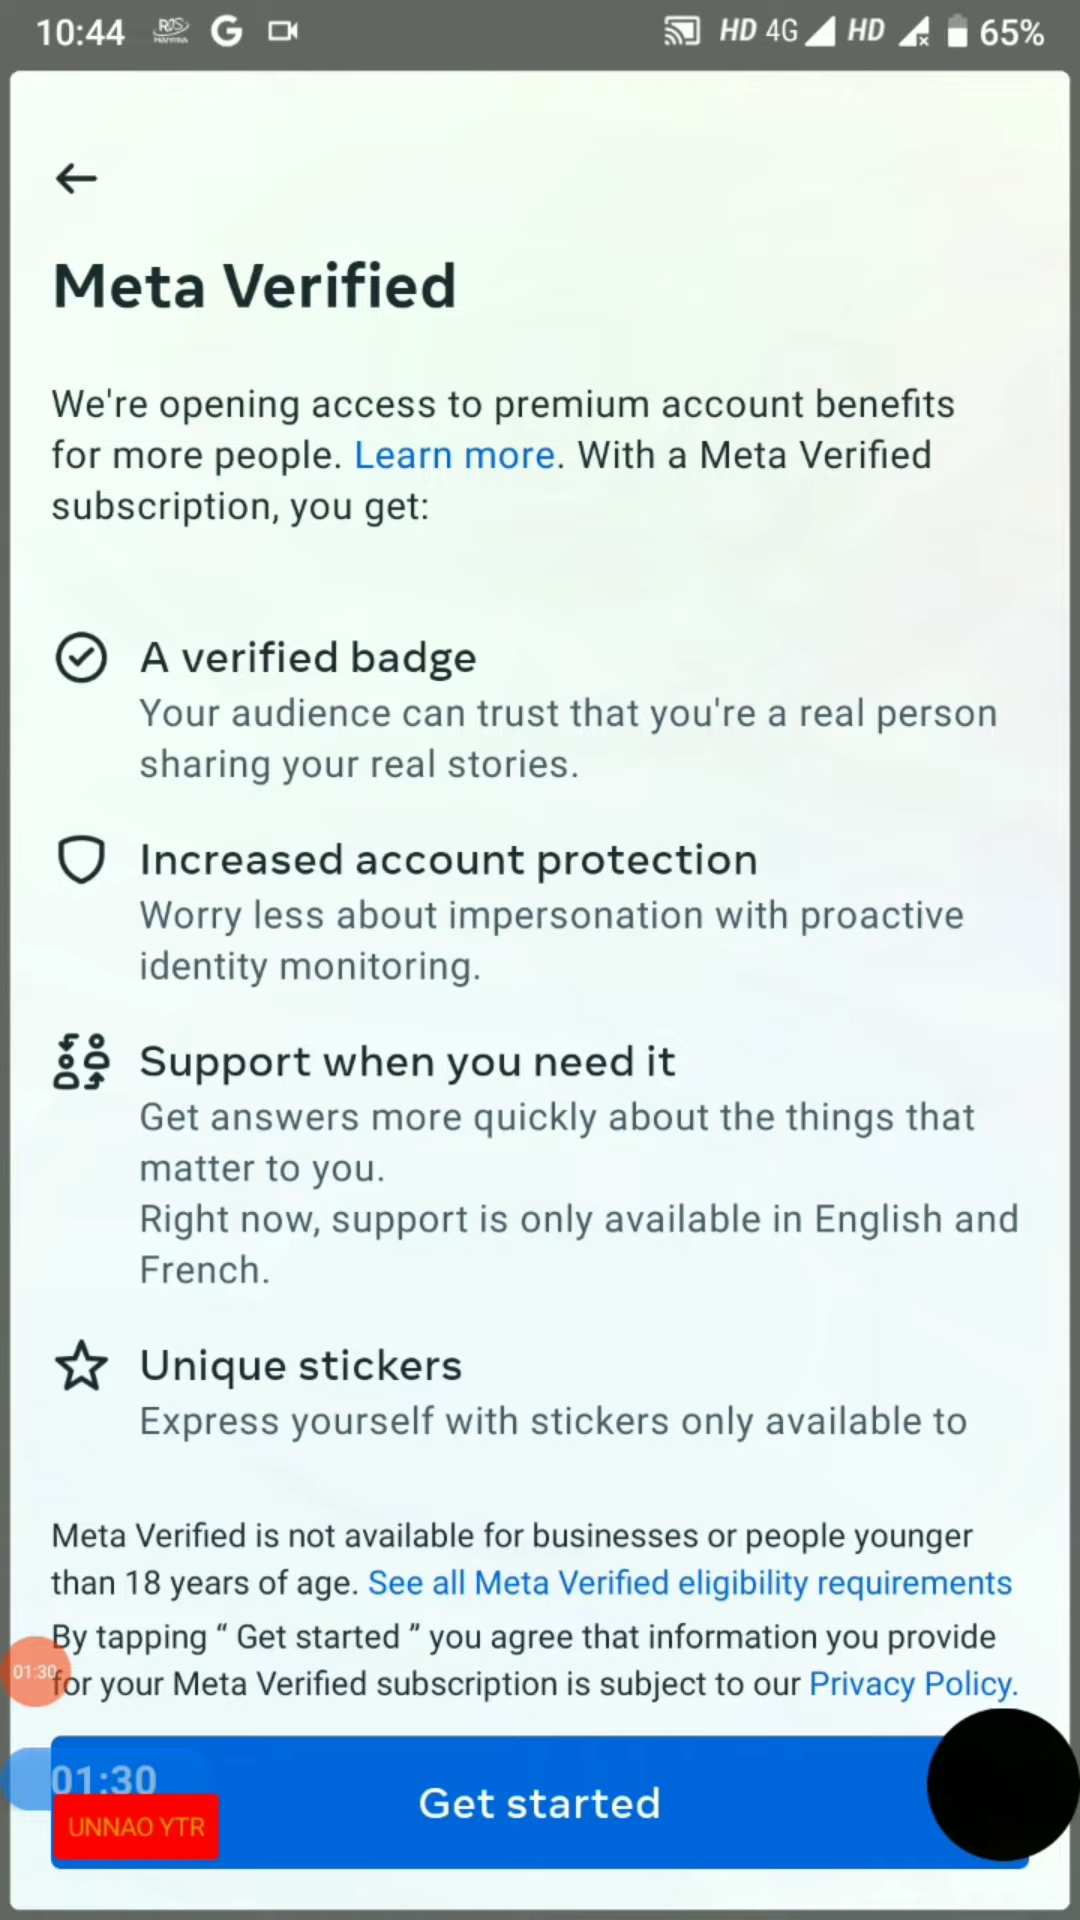 10:44 G HD 4G HD 65%
Meta Verified
We're opening access to premium account benefits
for more people. Learn more. With a Meta Verified
subscription, you get:
A verified badge
Your audience can trust that you're a real person
sharing your real stories.
Increased account protection
Worry less about impersonation with proactive
identity monitoring.
Support when you need it
Get answers more quickly about the things that
matter to you.
Right now, support is only available in English and
French.
Unique stickers
Express yourself with stickers only available to
Meta Verified is not available for businesses or people younger
than 18 years of age. See all Meta Verified eligibility requirements
By tapping “ Get started ” you agree that information you provide
01:30
for your Meta Verified subscription is subject to our Privacy Policy.
01:30
Get started
UNNAO YTR